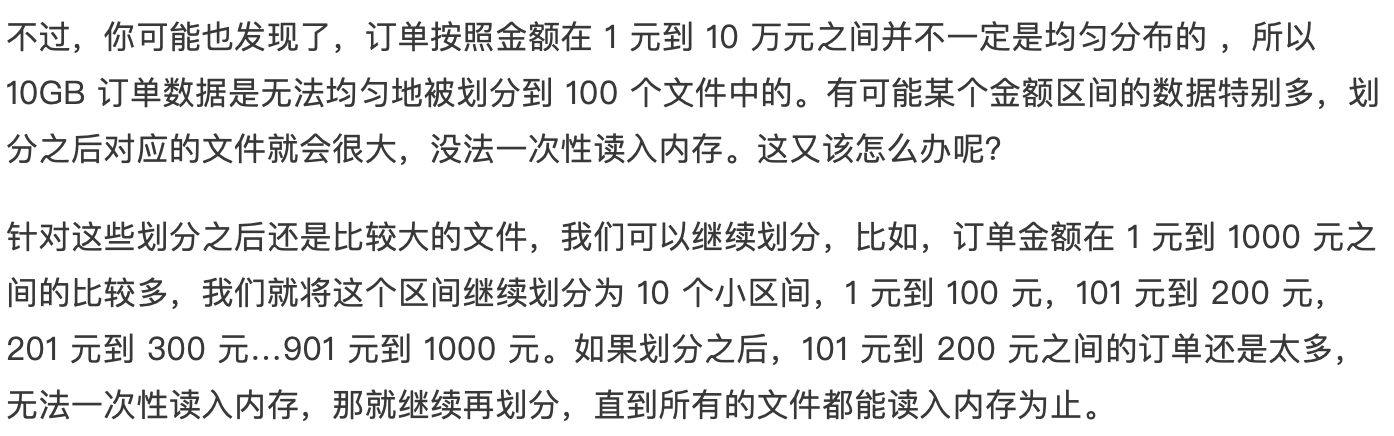 不过，你可能也发现了，订单按照金额在 1 元到 10 万元之间并不一定是均匀分布的 ，所以
10GB 订单数据是无法均匀地被划分到 100 个文件中的。有可能某个金额区间的数据特别多，划
分之后对应的文件就会很大，没法一次性读入内存。这又该怎么办呢？
针对这些划分之后还是比较大的文件，我们可以继续划分，比如，订单金额在 1 元到 1000 元之
间的比较多，我们就将这个区间继续划分为 10 个小区间，1 元到 100 元，101 元到 200 元，
201 元到 300 元…901 元到 1000 元。如果划分之后，101 元到 200 元之间的订单还是太多，
无法一次性读入内存，那就继续再划分，直到所有的文件都能读入内存为止。